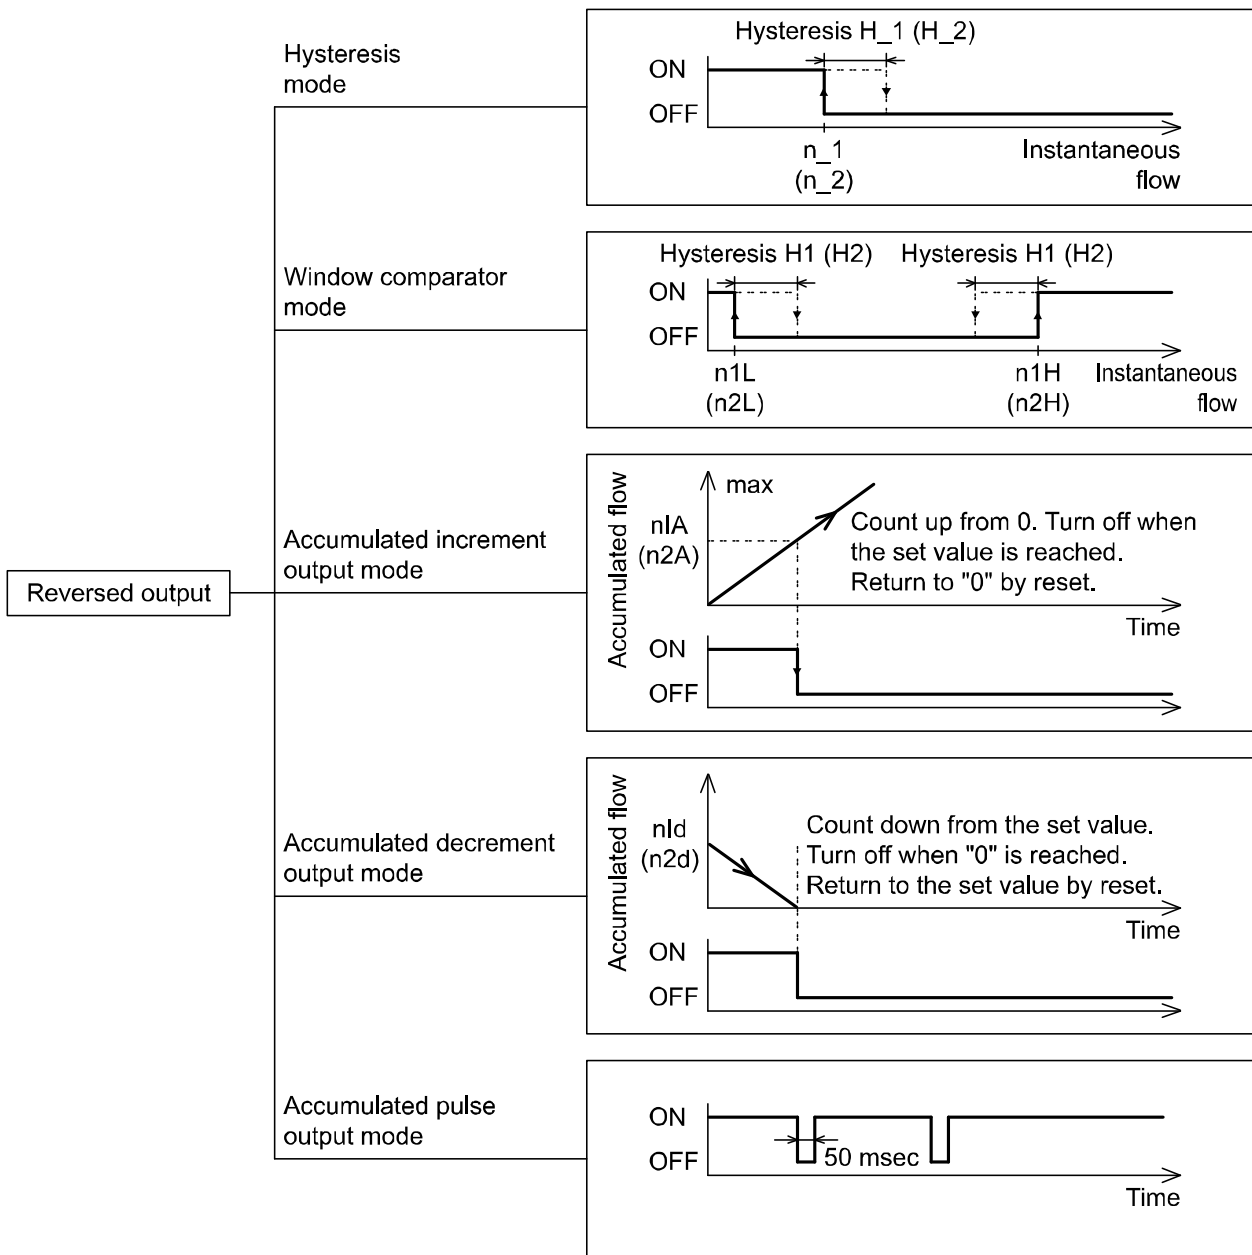 Reversed output
Hysteresis
mode
Hysteresis H_1 (H_2)
ON
OFF
n_1
(n_2)
Instantaneous
flow
Window comparator
mode
Hysteresis H1 (H2)
Hysteresis H1 (H2)
ON
OFF
n1L
(n2L)
n1H
(n2H)
Instantaneous
flow
Accumulated increment
output mode
Accumulated flow
max
nIA
(n2A)
Count up from 0. Turn off when
the set value is reached.
Return to "0" by reset.
Time
ON
OFF
Accumulated decrement
output mode
Accumulated flow
nId
(n2d)
Count down from the set value.
Turn off when "0" is reached.
Return to the set value by reset.
Time
ON
OFF
Accumulated pulse
output mode
ON
OFF
50 msec
Time